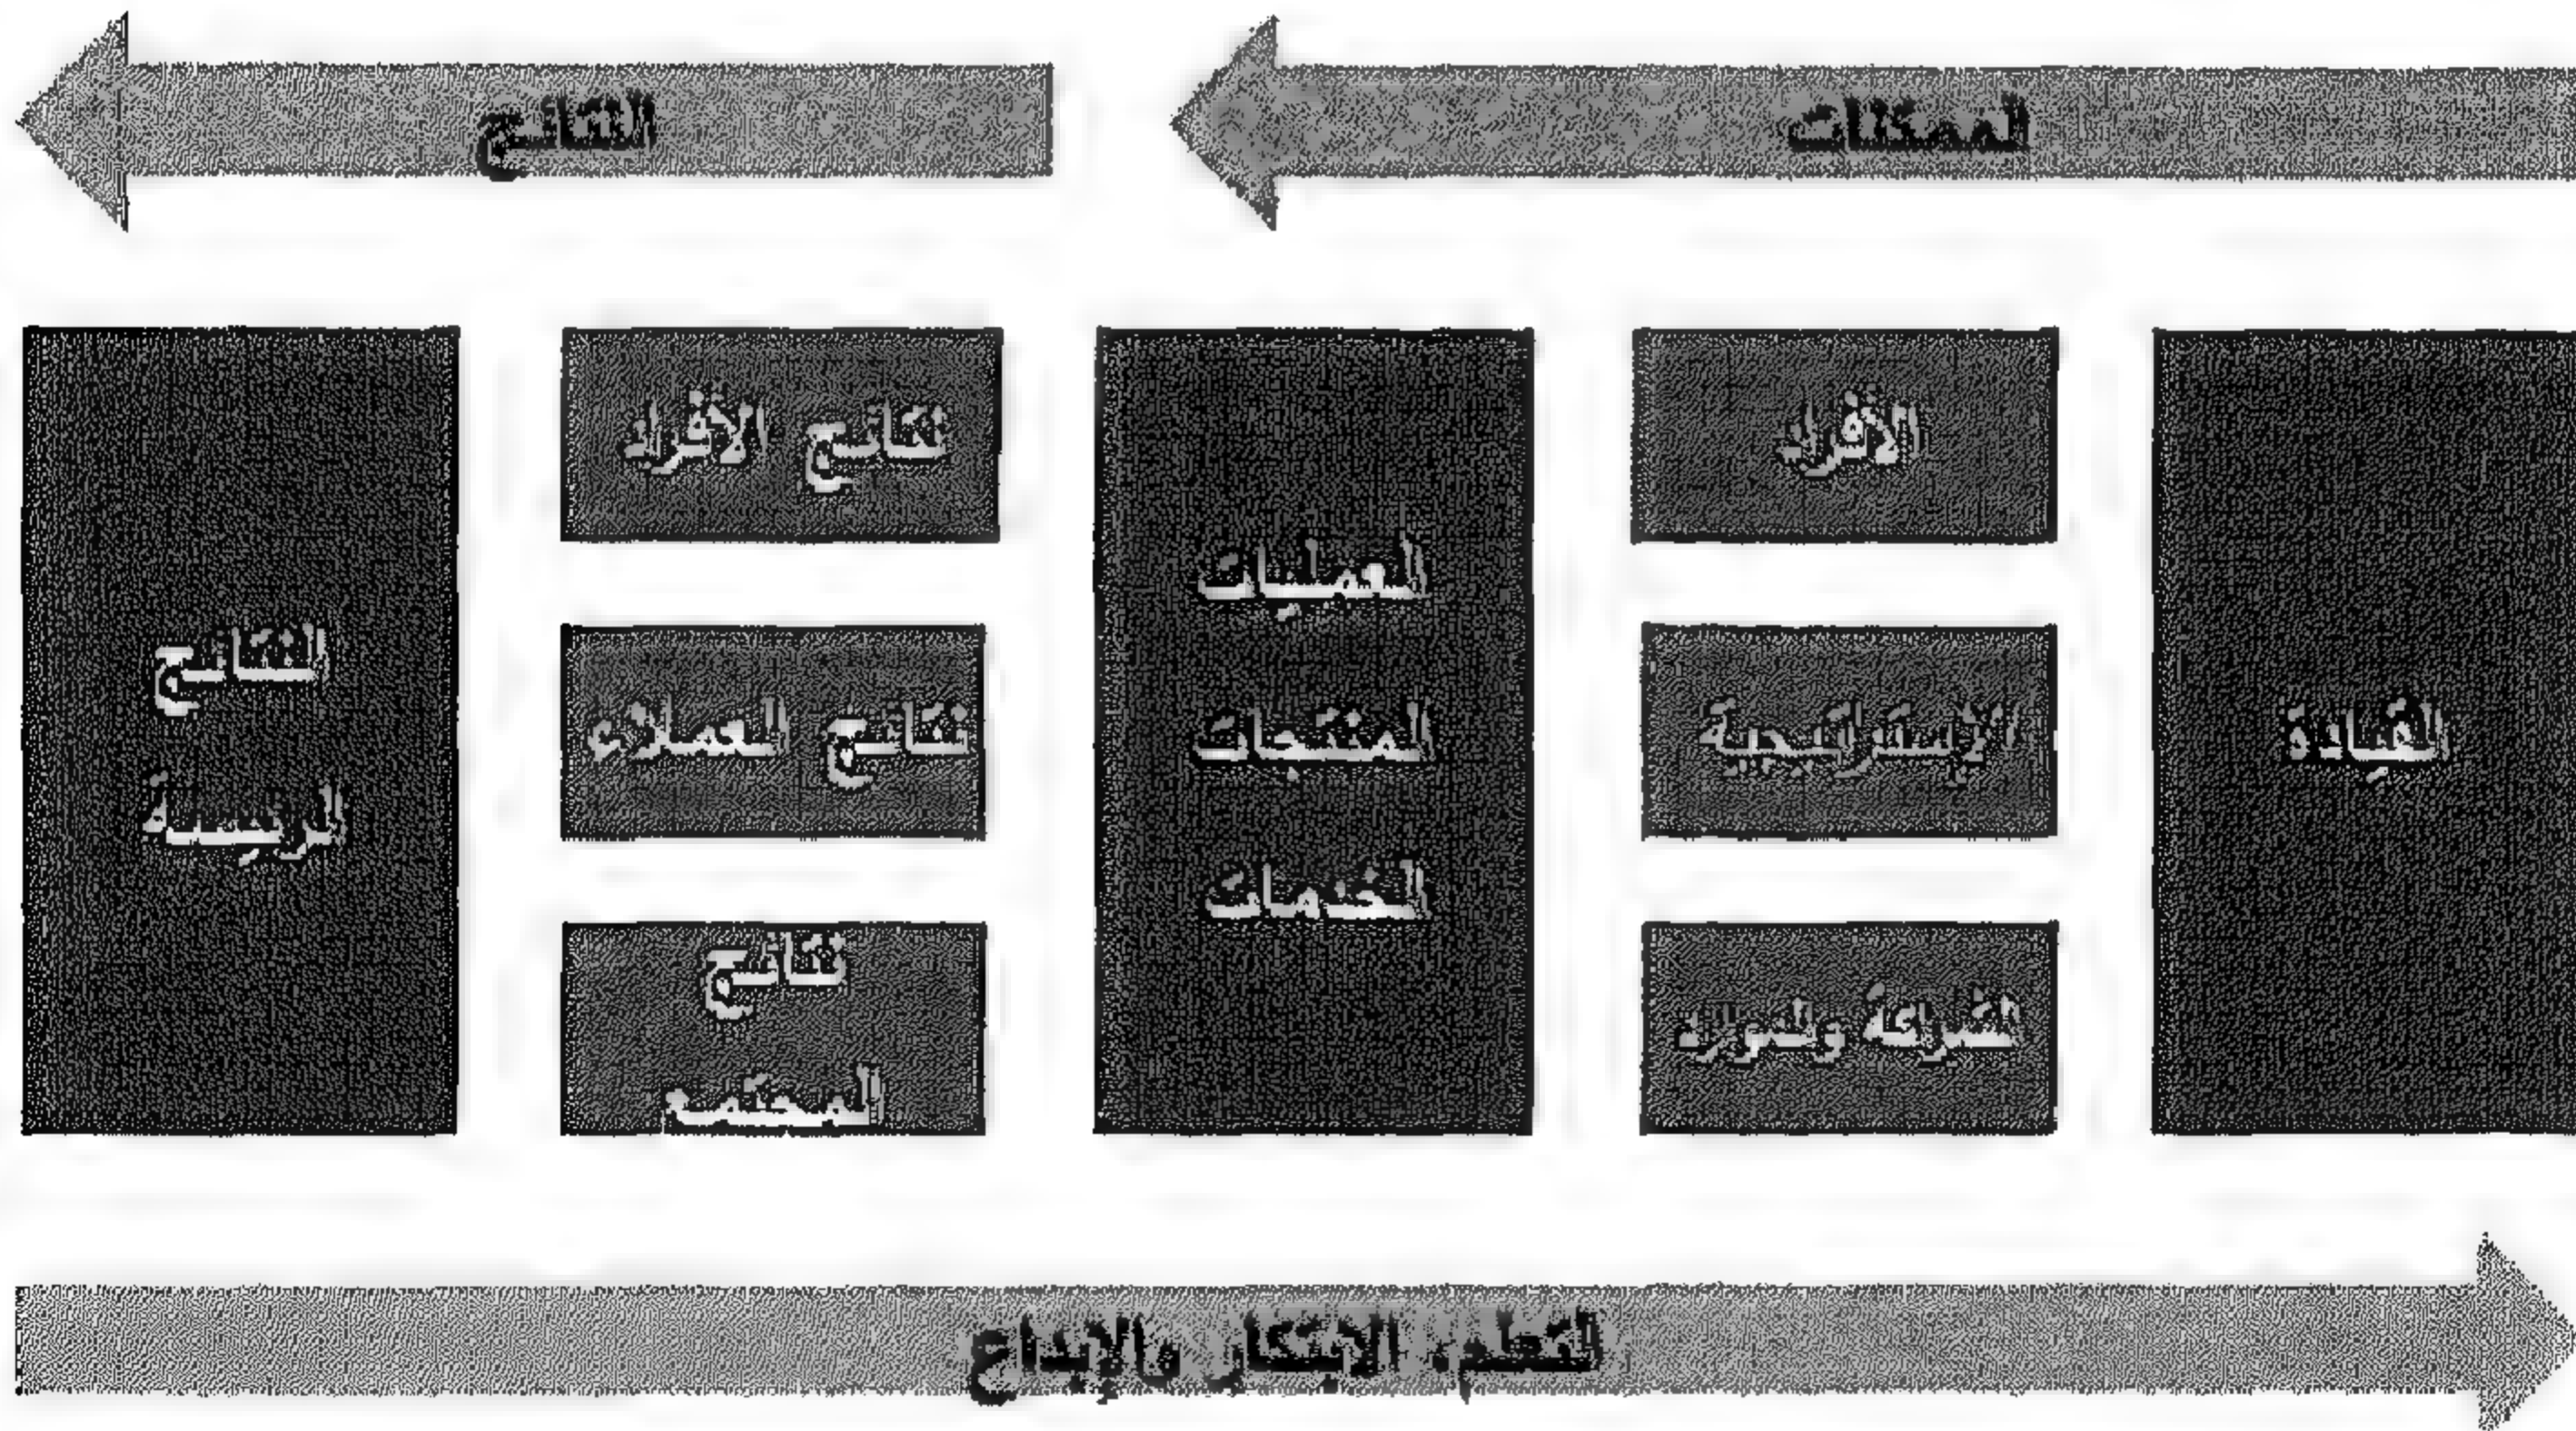 الممكنات
النتائج
القيادة
الأفراد
الإستراتيجية
الشراكة والموارد
العمليات
المنتجات
الخدمات
نتائج الأفراد
نتائج العملاء
نتائج
المجتمع
النتائج
الرئيسية
التعلم، الابتكار، والإبداع